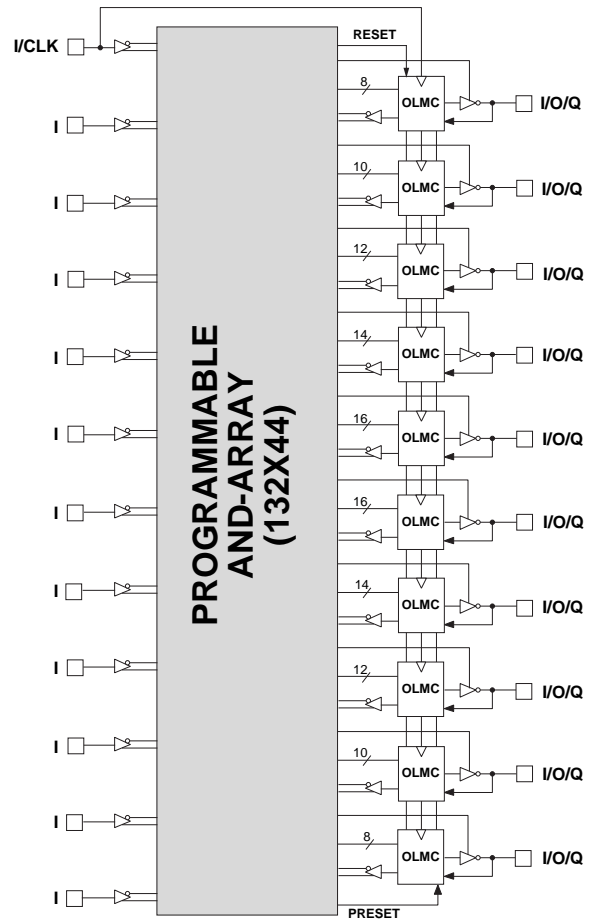 RESET
I/CLK
8
OLMC
I/O/Q
I
10
OLMC
I/O/Q
I
12
OLMC
I/O/Q
I
14
OLMC
I/O/Q
I
16
OLMC
I/O/Q
I
PROGRAMMABLE
AND-ARRAY
(132X44)
16
OLMC
I/O/Q
I
14
OLMC
I/O/Q
I
12
OLMC
I/O/Q
I
10
OLMC
I/O/Q
I
8
OLMC
I/O/Q
I
I
PRESET